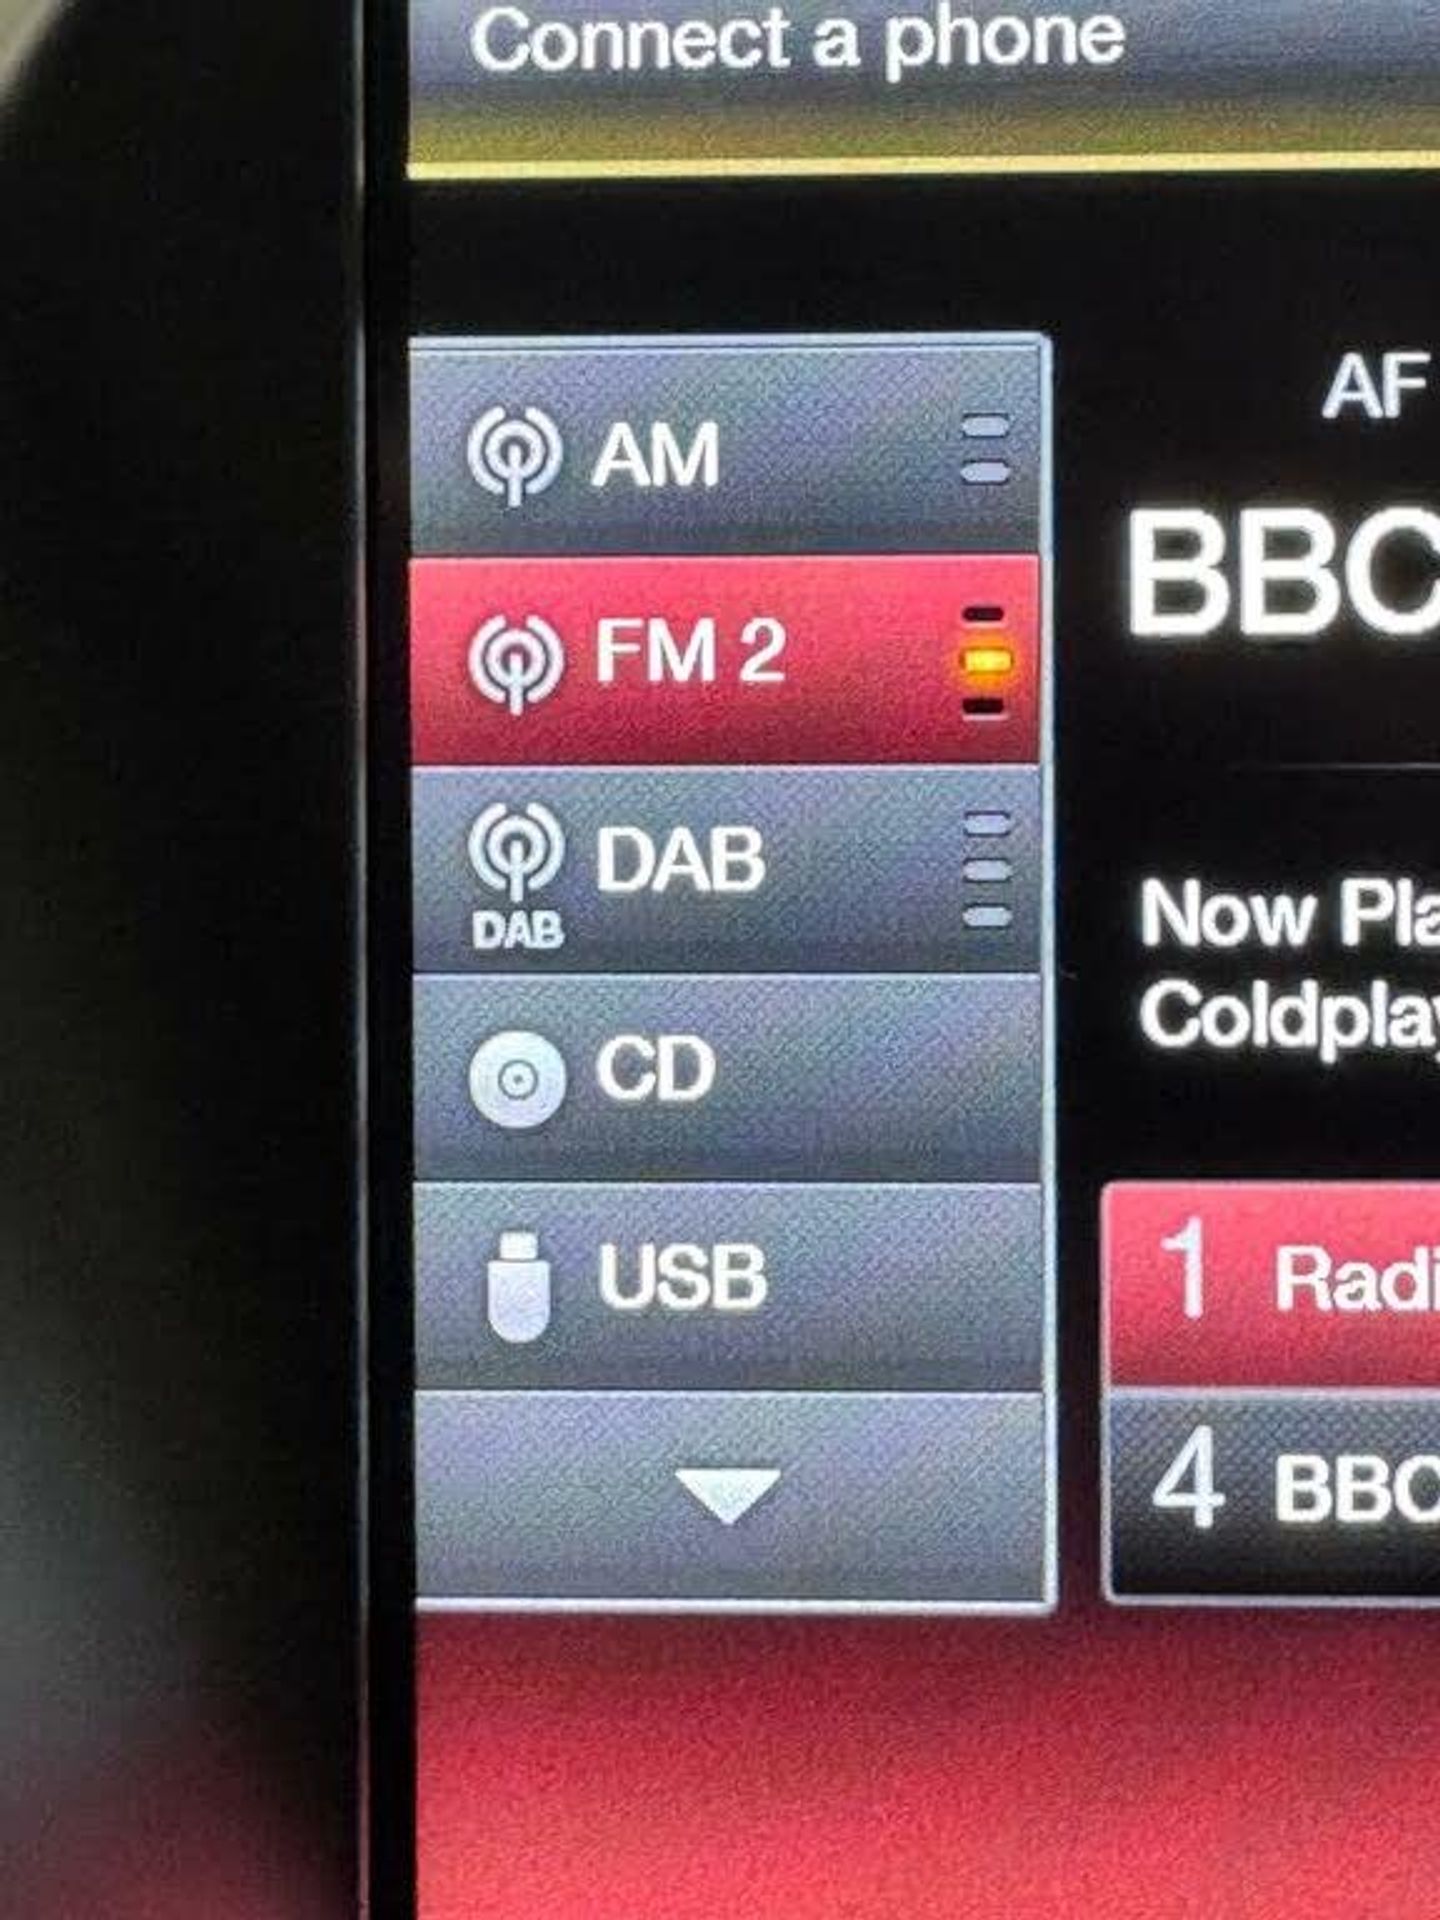 Connect a phone
AF
AM
BBC
FM 2
DAB
DAB
Now Pla
Coldplay
CD
USB
1 Radi
4 BBC